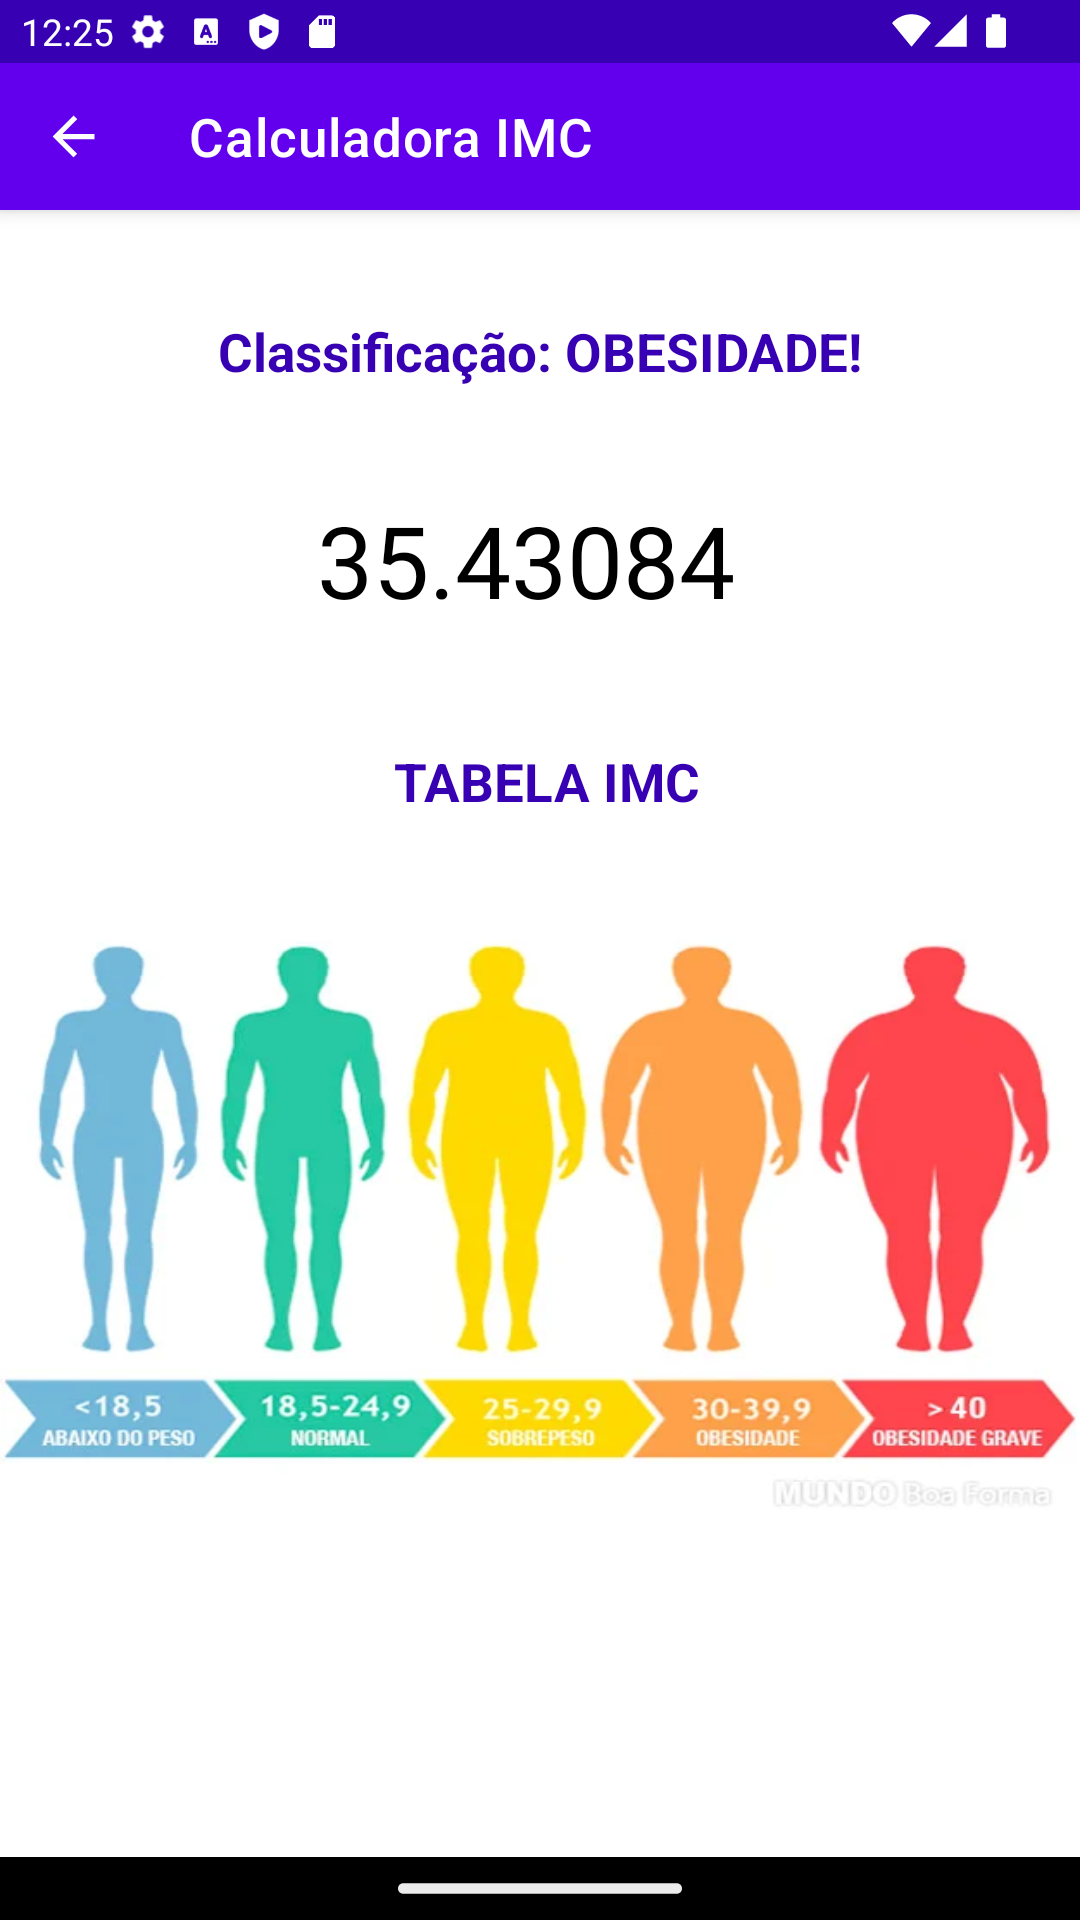 12:25
Calculadora IMC
Classificação: OBESIDADE!
35.43084
TABELA IMC
<18,5 18,5-24,9 25-29,9 30-39,9 > 40
ABAIXO DO PESO NORMAL SOBREPESO OBESIDADE OBESIDADE GRAVE
MUNDO Boa Forma